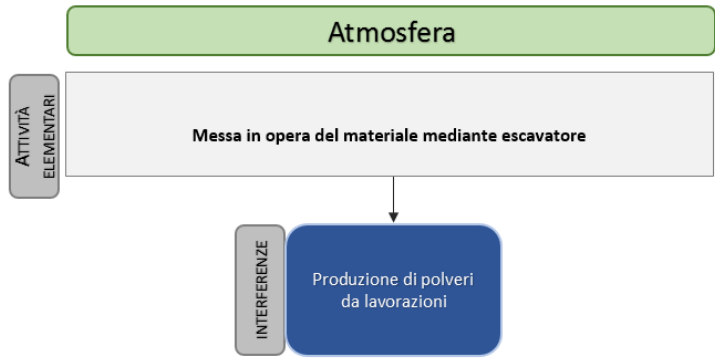 Atmosfera
ATTIVITÀ
ELEMENTARI
Messa in opera del materiale mediante escavatore
INTERFERENZE
Produzione di polveri
da lavorazioni